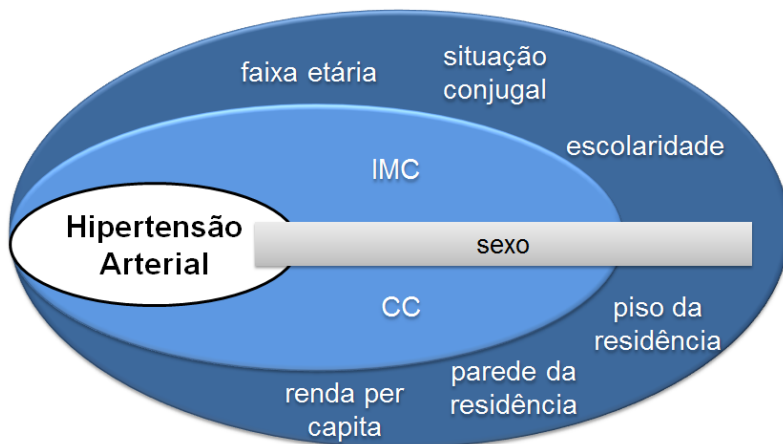 faixa etária
situação
conjugal
escolaridade
IMC
Hipertensão
Arterial
sexo
CC
piso da
residência
parede da
residência
renda per
capita